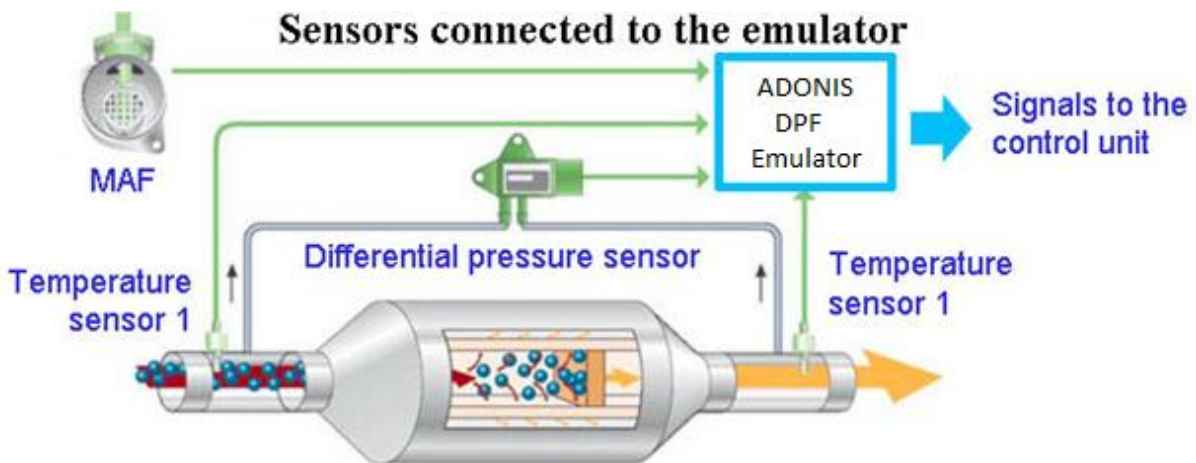 Sensors connected to the emulator
ADONIS
DPF
Emulator
Signals to the
control unit
MAF
Differential pressure sensor
Temperature
sensor 1
Temperature
sensor 1